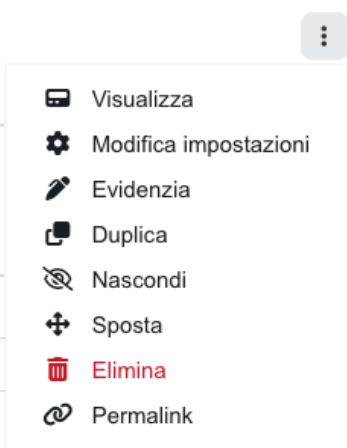 Visualizza
Modifica impostazioni
Evidenzia
Duplica
Nascondi
Sposta
Elimina
Permalink